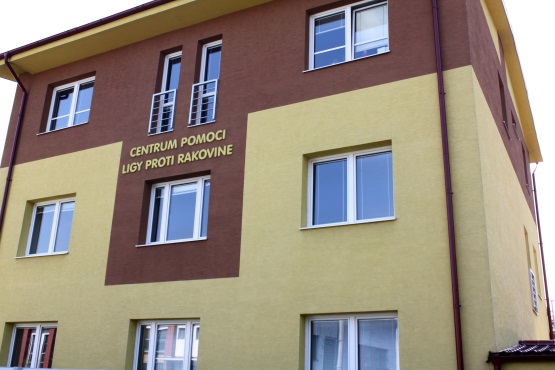 CENTRUM POMOCI
LIGY PROTI RAKOVINE